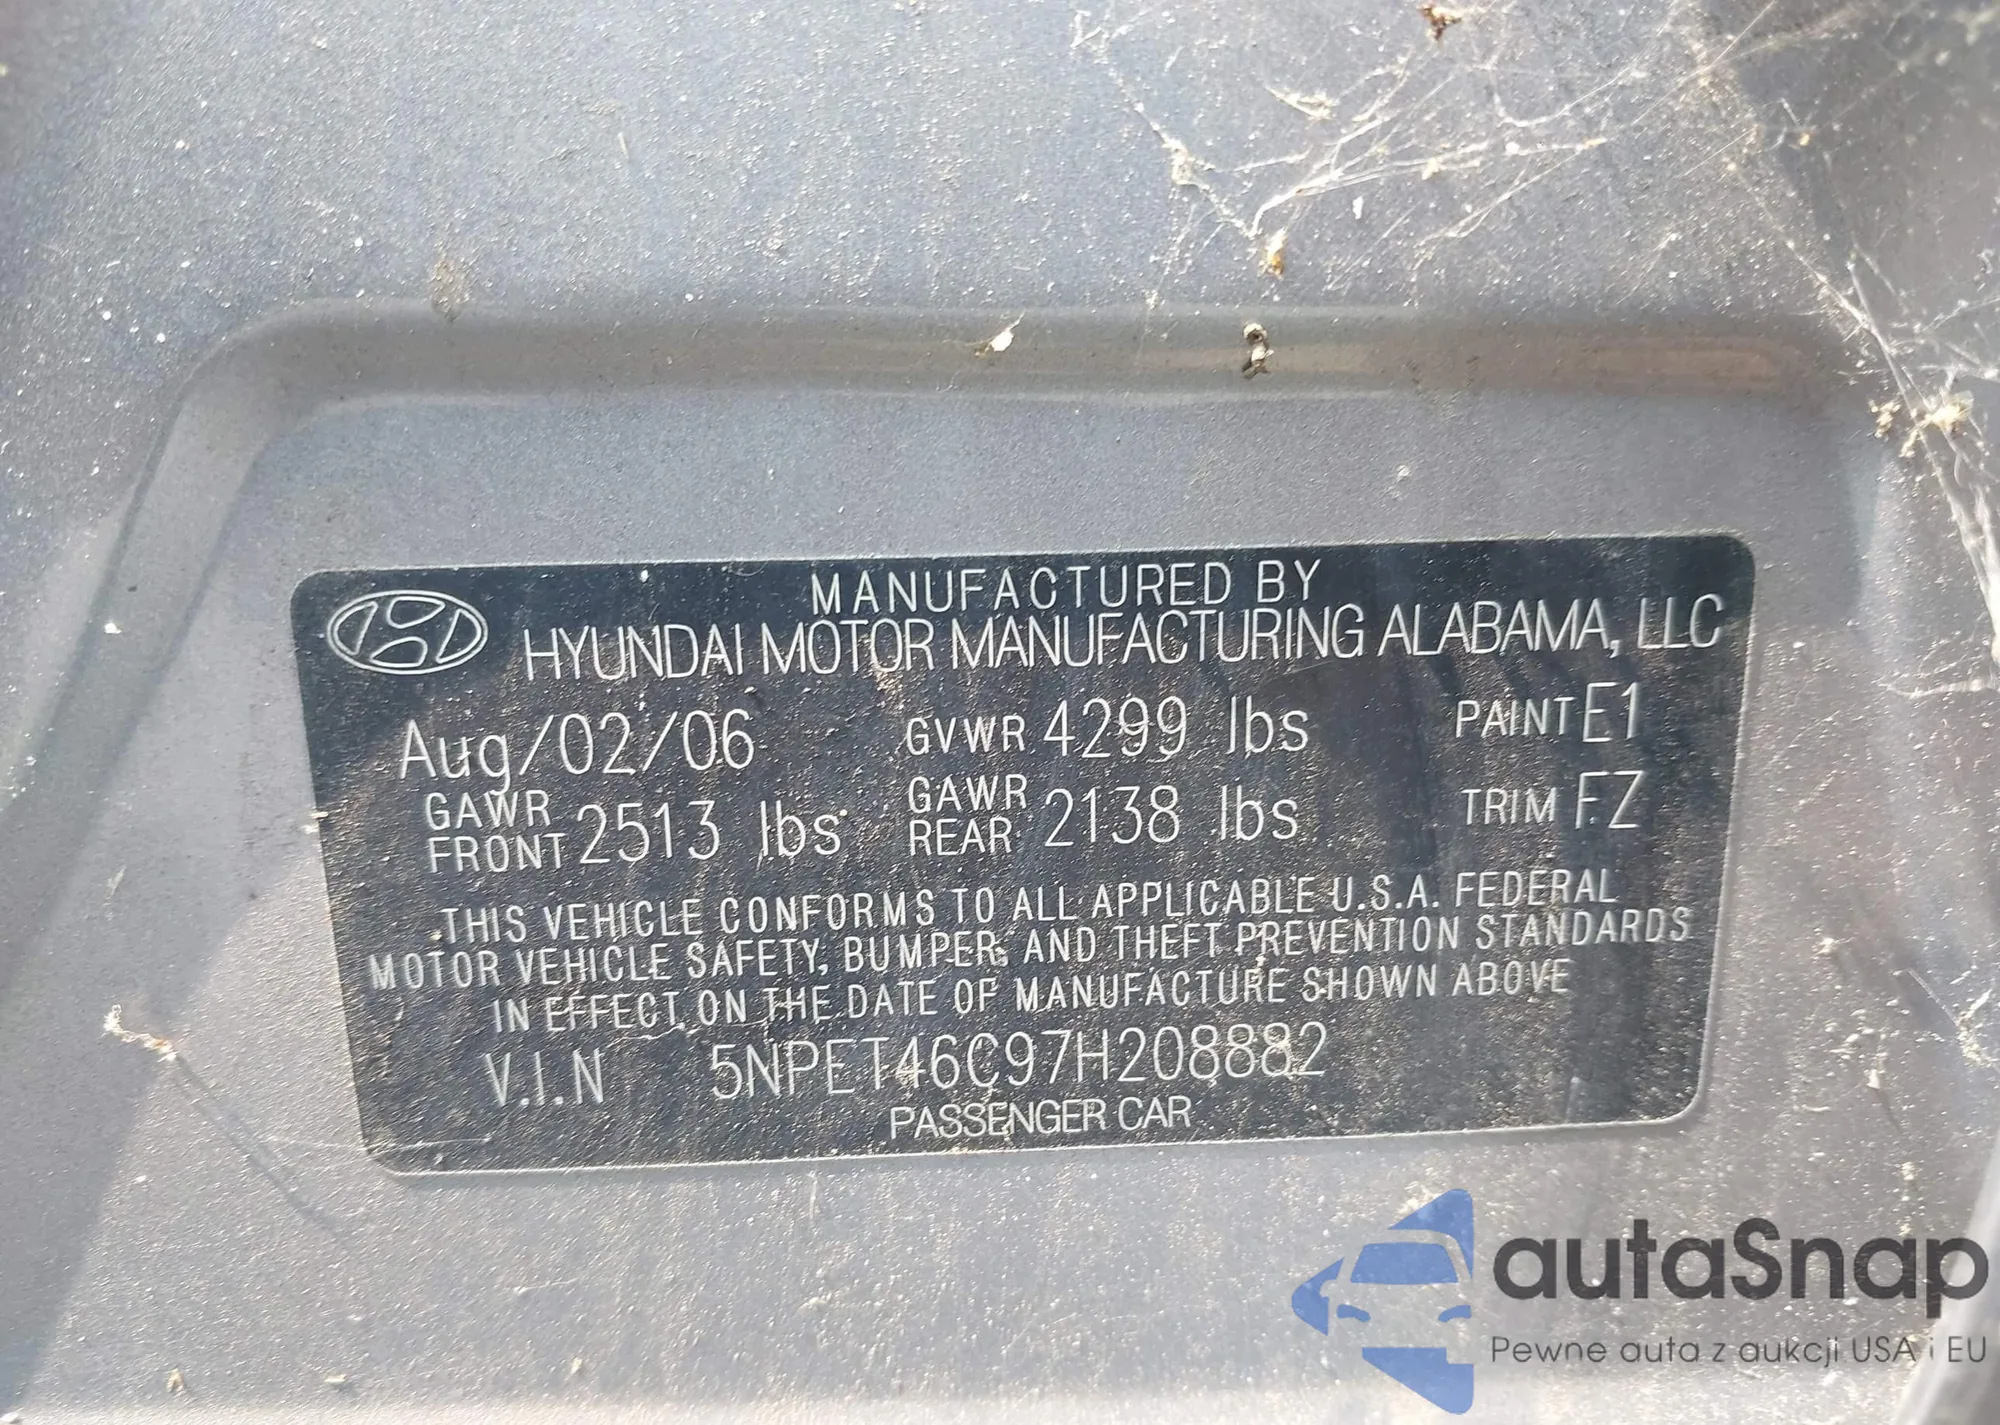 MANUFACTURED BY
HYUNDAI MOTOR MANUFACTURING ALABAMA, LLC
Aug/02/06 GVWR 4299 lbs PAINT E1
GAWR FRONT 2513 lbs GAWR REAR 2138 lbs TRIM FZ
THIS VEHICLE CONFORMS TO ALL APPLICABLE U.S.A. FEDERAL
MOTOR VEHICLE SAFETY, BUMPER, AND THEFT PREVENTION STANDARDS
IN EFFECT ON THE DATE OF MANUFACTURE SHOWN ABOVE
V.I.N 5NPET46C97H208882
PASSENGER CAR
autaSnap
Pewne auta z aukcji USA i EU